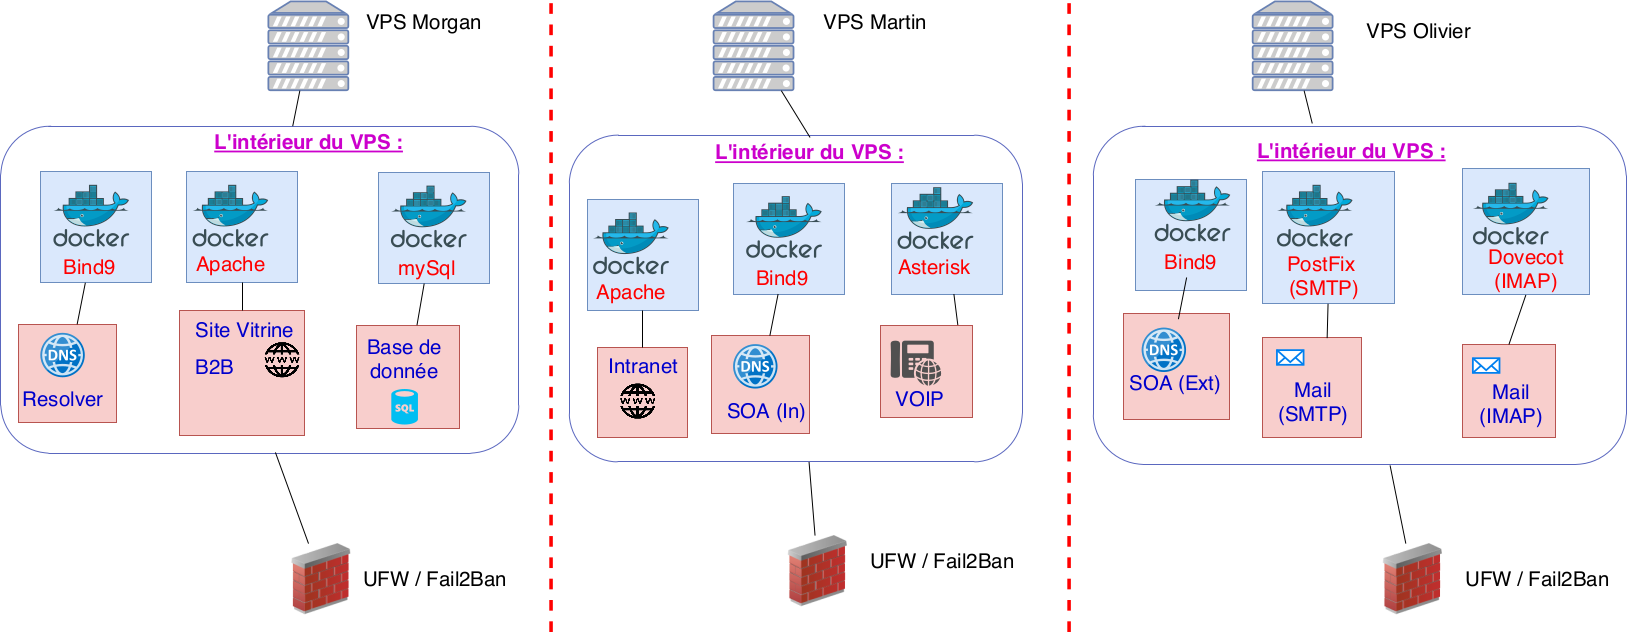 VPS Morgan
L'intérieur du VPS :
docker
Bind9
docker
Apache
docker
mySql
DNS
Resolver
Site Vitrine
B2B
WWW
Base de
donnée
SQL
UFW / Fail2Ban
VPS Martin
L'intérieur du VPS :
docker
Apache
docker
Bind9
docker
Asterisk
Intranet
WWW
DNS
SOA (In)
VOIP
UFW / Fail2Ban
VPS Olivier
L'intérieur du VPS :
docker
Bind9
docker
PostFix
(SMTP)
docker
Dovecot
(IMAP)
DNS
SOA (Ext)
Mail
(SMTP)
Mail
(IMAP)
UFW / Fail2Ban